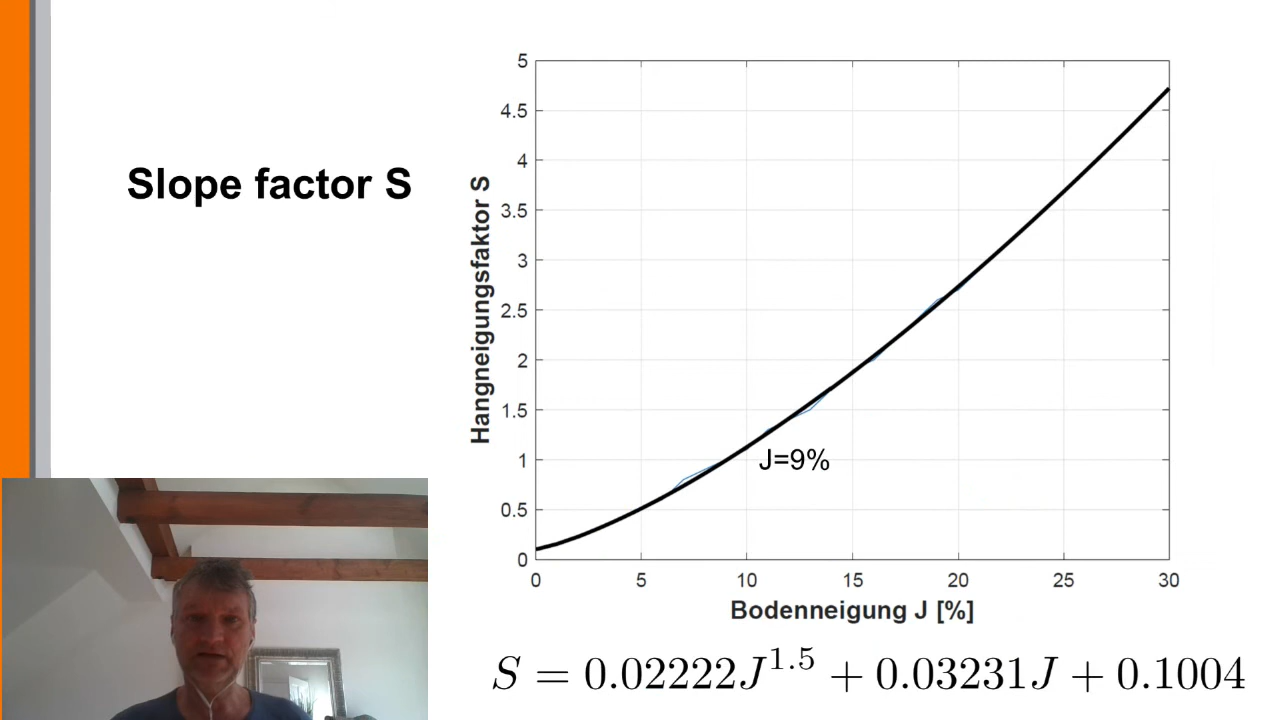 Slope factor S
5
4.5
4
3.5
3
2.5
2
1.5
1
0.5
0
Hangneigungsfaktor S
J=9%
0 5 10 15 20 25 30
Bodenneigung J [%]
S = 0.02222J^1.5 + 0.03231J + 0.1004